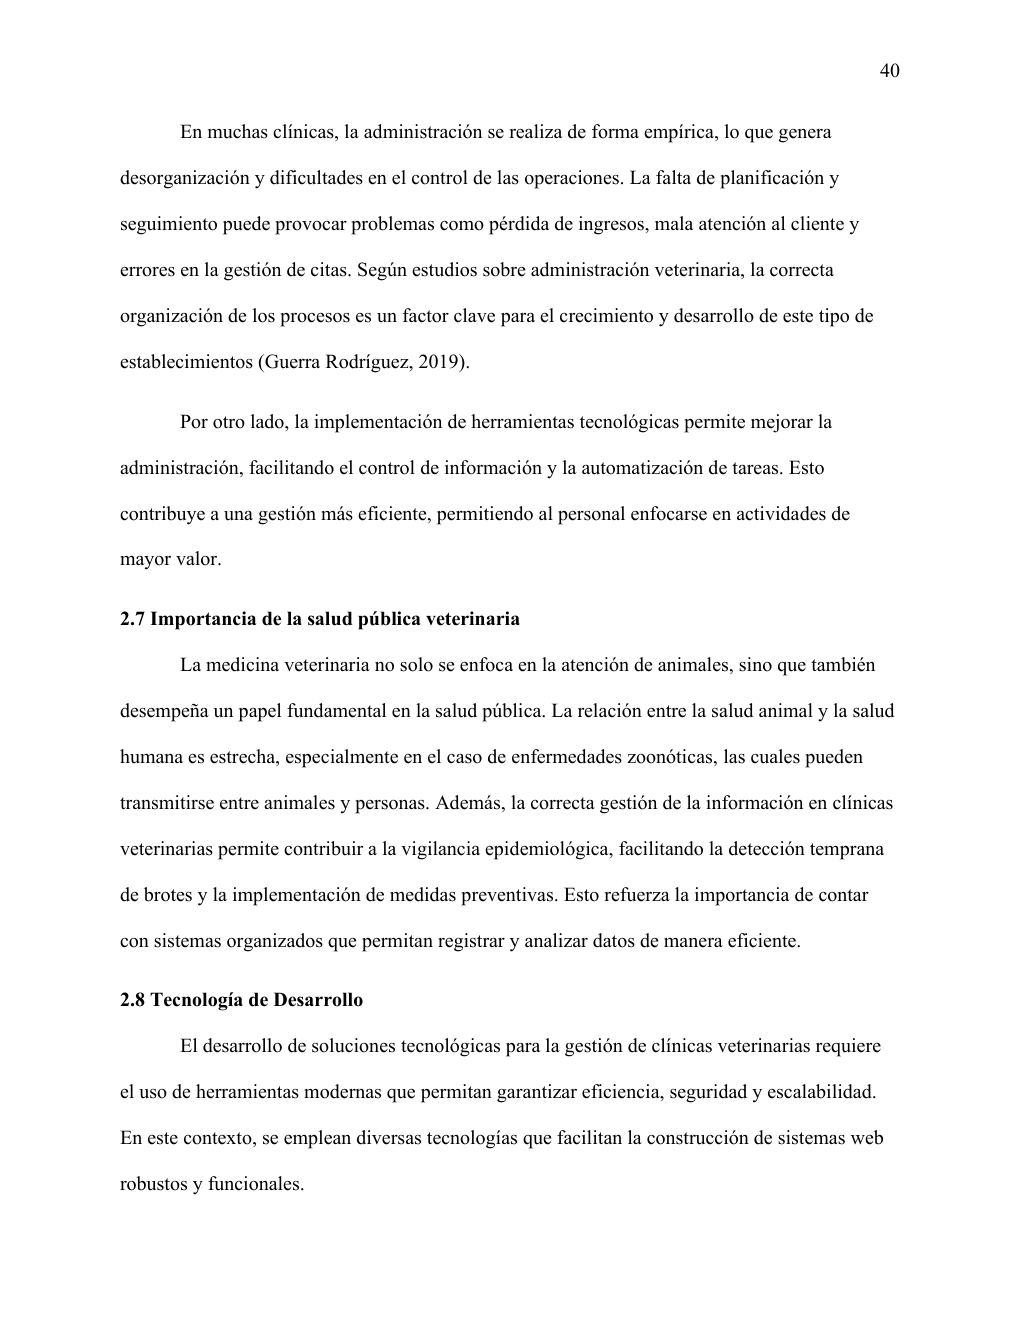 40
En muchas clínicas, la administración se realiza de forma empírica, lo que genera
desorganización y dificultades en el control de las operaciones. La falta de planificación y
seguimiento puede provocar problemas como pérdida de ingresos, mala atención al cliente y
errores en la gestión de citas. Según estudios sobre administración veterinaria, la correcta
organización de los procesos es un factor clave para el crecimiento y desarrollo de este tipo de
establecimientos (Guerra Rodríguez, 2019).
Por otro lado, la implementación de herramientas tecnológicas permite mejorar la
administración, facilitando el control de información y la automatización de tareas. Esto
contribuye a una gestión más eficiente, permitiendo al personal enfocarse en actividades de
mayor valor.
2.7 Importancia de la salud pública veterinaria
La medicina veterinaria no solo se enfoca en la atención de animales, sino que también
desempeña un papel fundamental en la salud pública. La relación entre la salud animal y la salud
humana es estrecha, especialmente en el caso de enfermedades zoonóticas, las cuales pueden
transmitirse entre animales y personas. Además, la correcta gestión de la información en clínicas
veterinarias permite contribuir a la vigilancia epidemiológica, facilitando la detección temprana
de brotes y la implementación de medidas preventivas. Esto refuerza la importancia de contar
con sistemas organizados que permitan registrar y analizar datos de manera eficiente.
2.8 Tecnología de Desarrollo
El desarrollo de soluciones tecnológicas para la gestión de clínicas veterinarias requiere
el uso de herramientas modernas que permitan garantizar eficiencia, seguridad y escalabilidad.
En este contexto, se emplean diversas tecnologías que facilitan la construcción de sistemas web
robustos y funcionales.